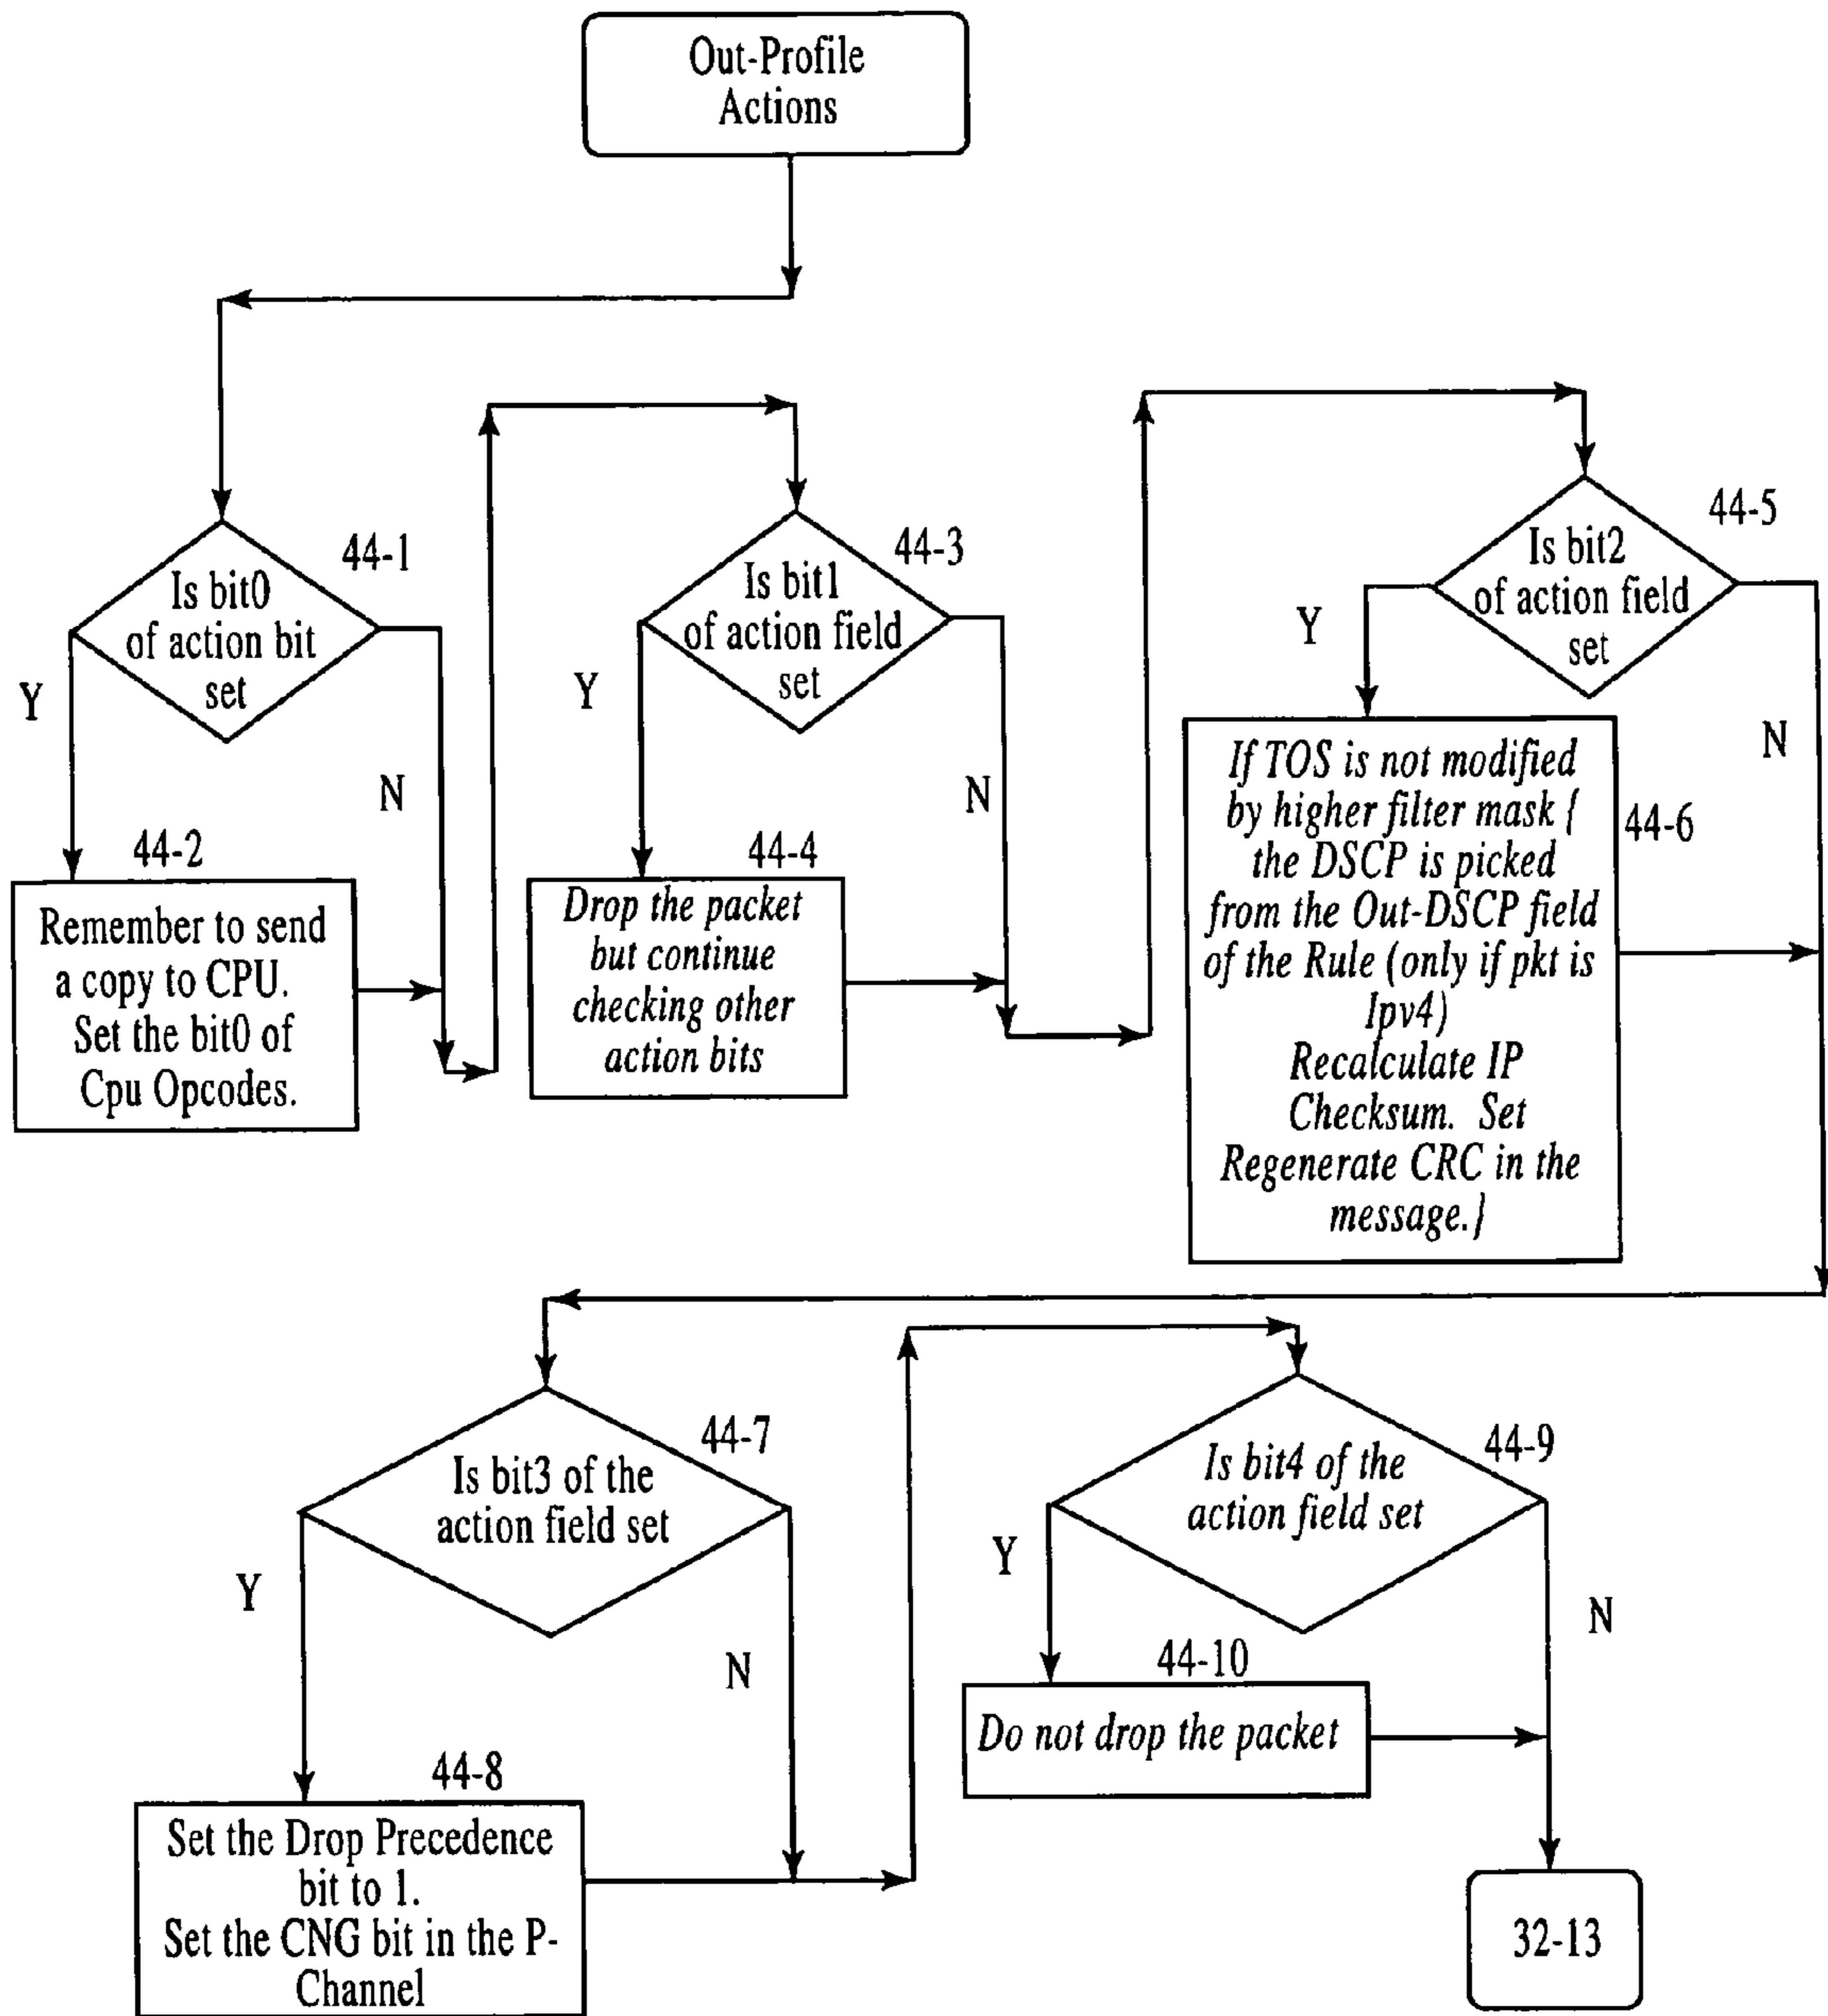 Out-Profile
Actions
44-1
Is bit0
of action bit
set
Y
N
44-2
Remember to send
a copy to CPU.
Set the bit0 of
Cpu Opcodes.
44-3
Is bit1
of action field
set
Y
N
44-4
Drop the packet
but continue
checking other
action bits
44-5
Is bit2
of action field
set
Y
N
If TOS is not modified
by higher filter mask {
the DSCP is picked
from the Out-DSCP field
of the Rule (only if pkt is
Ipv4)
Recalculate IP
Checksum. Set
Regenerate CRC in the
message.}
44-6
44-7
Is bit3 of the
action field set
Y
N
44-8
Set the Drop Precedence
bit to 1.
Set the CNG bit in the P-
Channel
44-9
Is bit4 of the
action field set
Y
N
44-10
Do not drop the packet
32-13